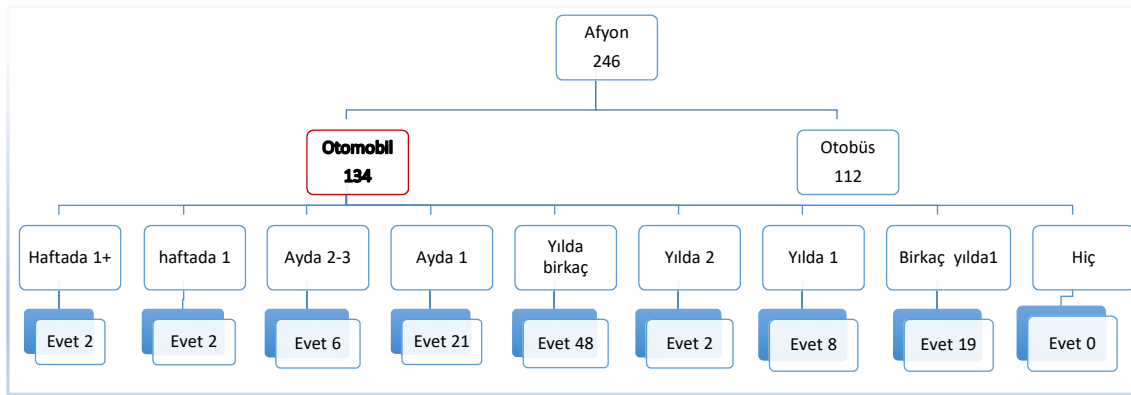 Afyon
246
Otomobil
134
Otobüs
112
Haftada 1+
haftada 1
Ayda 2-3
Ayda 1
Yılda
birkaç
Yılda 2
Yılda 1
Birkaç yılda1
Hiç
Evet 2
Evet 2
Evet 6
Evet 21
Evet 48
Evet 2
Evet 8
Evet 19
Evet 0